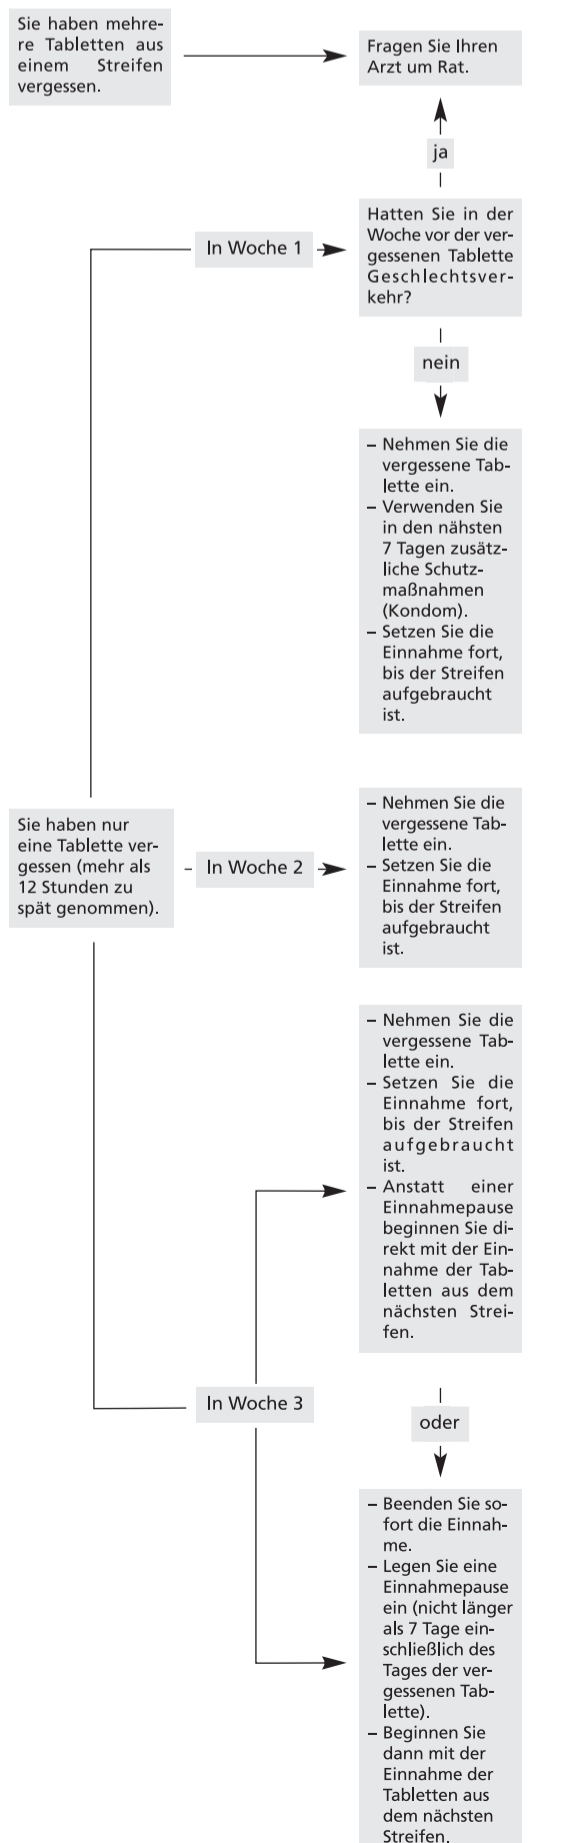 Sie haben mehre-
re Tabletten aus
einem Streifen
vergessen.
Fragen Sie Ihren
Arzt um Rat.
ja
In Woche 1
Hatten Sie in der
Woche vor der ver-
gessenen Tablette
Geschlechtsver-
kehr?
nein
– Nehmen Sie die
vergessene Tab-
lette ein.
– Verwenden Sie
in den nähsten
7 Tagen zusätz-
liche Schutz-
maßnahmen
(Kondom).
– Setzen Sie die
Einnahme fort,
bis der Streifen
aufgebraucht
ist.
Sie haben nur
eine Tablette ver-
gessen (mehr als
12 Stunden zu
spät genommen).
In Woche 2
– Nehmen Sie die
vergessene Tab-
lette ein.
– Setzen Sie die
Einnahme fort,
bis der Streifen
aufgebraucht
ist.
In Woche 3
– Nehmen Sie die
vergessene Tab-
lette ein.
– Setzen Sie die
Einnahme fort,
bis der Streifen
aufgebraucht
ist.
– Anstatt einer
Einnahmepause
beginnen Sie di-
rekt mit der Ein-
nahme der Tab-
letten aus dem
nächsten Strei-
fen.
oder
– Beenden Sie so-
fort die Einnah-
me.
– Legen Sie eine
Einnahmepause
ein (nicht länger
als 7 Tage ein-
schließlich des
Tages der ver-
gessenen Tab-
lette).
– Beginnen Sie
dann mit der
Einnahme der
Tabletten aus
dem nächsten
Streifen.